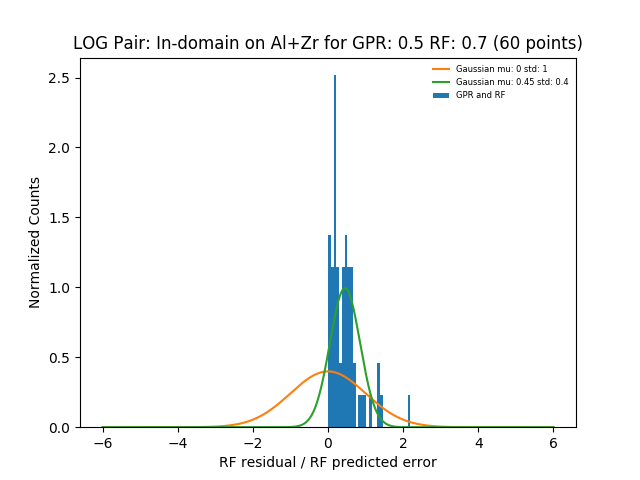 LOG Pair: In-domain on Al+Zr for GPR: 0.5 RF: 0.7 (60 points)
Gaussian mu: 0 std: 1
Gaussian mu: 0.45 std: 0.4
GPR and RF
Normalized Counts
2.5
2.0
1.5
1.0
0.5
0.0
−6 −4 −2 0 2 4 6
RF residual / RF predicted error